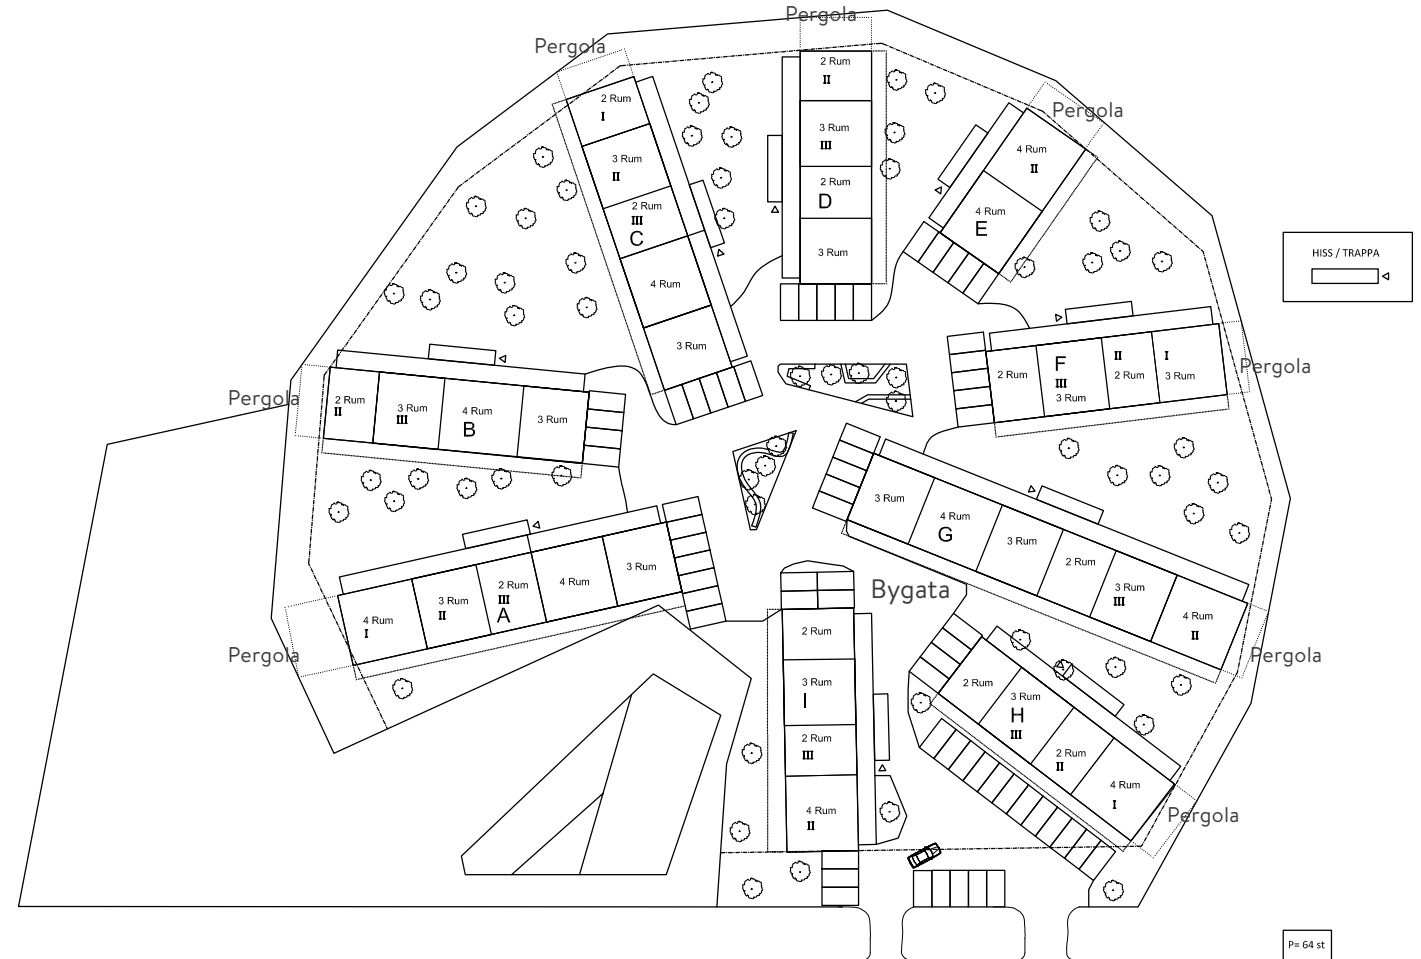 Pergola
2 Rum
II
3 Rum
III
2 Rum
D
3 Rum
Pergola
2 Rum
I
3 Rum
II
2 Rum
III
C
4 Rum
3 Rum
Pergola
4 Rum
II
4 Rum
E
HISS / TRAPPA
Pergola
2 Rum
F
III
3 Rum
II
2 Rum
I
3 Rum
Pergola
2 Rum
II
3 Rum
III
4 Rum
B
3 Rum
3 Rum
4 Rum
G
3 Rum
2 Rum
3 Rum
III
4 Rum
II
Pergola
Pergola
4 Rum
I
3 Rum
II
2 Rum
III
A
4 Rum
3 Rum
Bygata
2 Rum
3 Rum
I
2 Rum
III
4 Rum
II
2 Rum
3 Rum
H
III
2 Rum
II
4 Rum
I
Pergola
P= 64 st